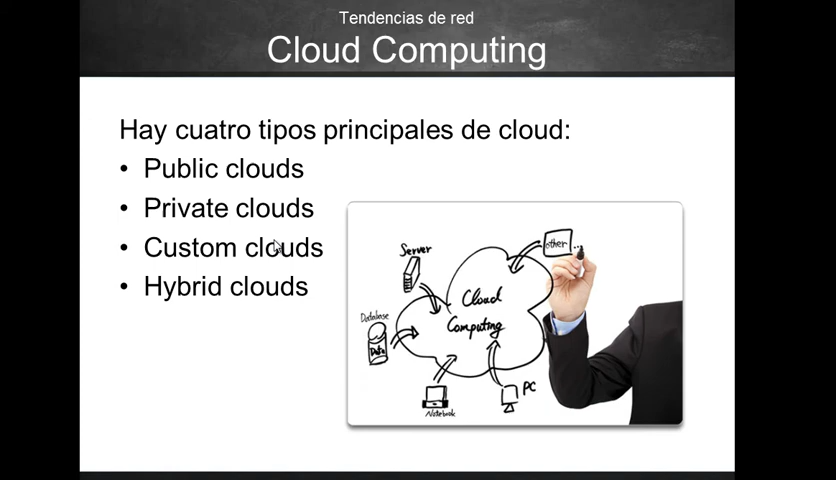 Tendencias de red
Cloud Computing
Hay cuatro tipos principales de cloud:
• Public clouds
• Private clouds
• Custom clouds
• Hybrid clouds
Server
other ...
Cloud
Computing
Database
Data
PC
Notebook